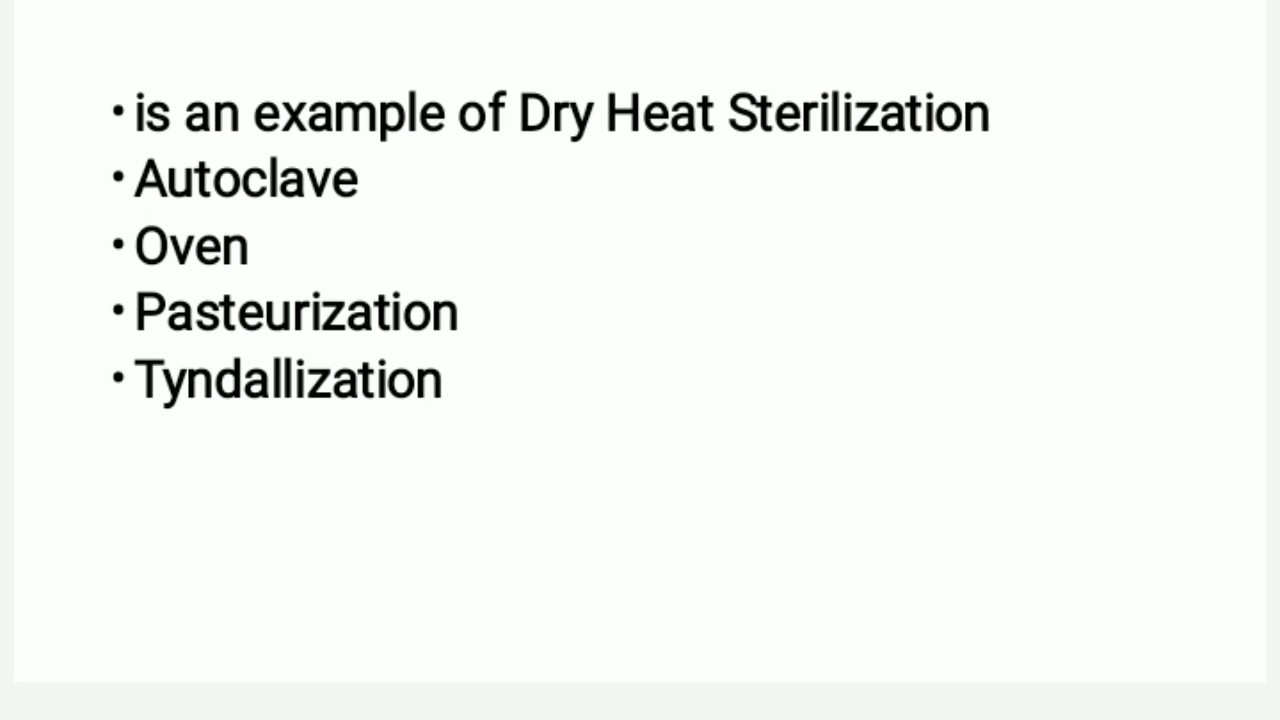 • is an example of Dry Heat Sterilization
• Autoclave
• Oven
• Pasteurization
• Tyndallization